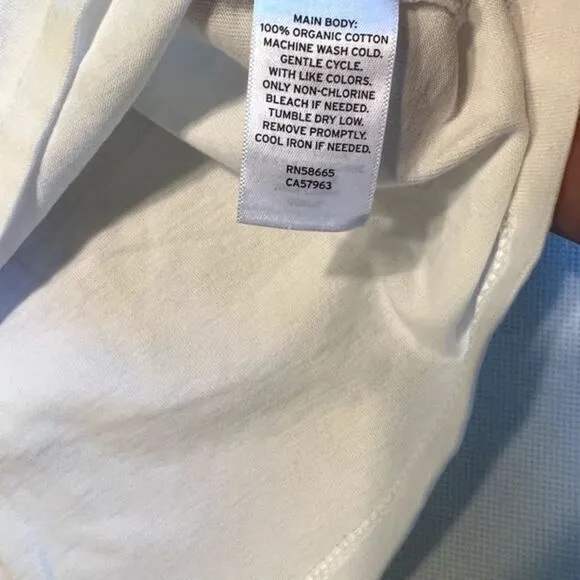 MAIN BODY:
100% ORGANIC COTTON
MACHINE WASH COLD.
GENTLE CYCLE.
WITH LIKE COLORS.
ONLY NON-CHLORINE
BLEACH IF NEEDED.
TUMBLE DRY LOW.
REMOVE PROMPTLY.
COOL IRON IF NEEDED.
RN58665
CA57963